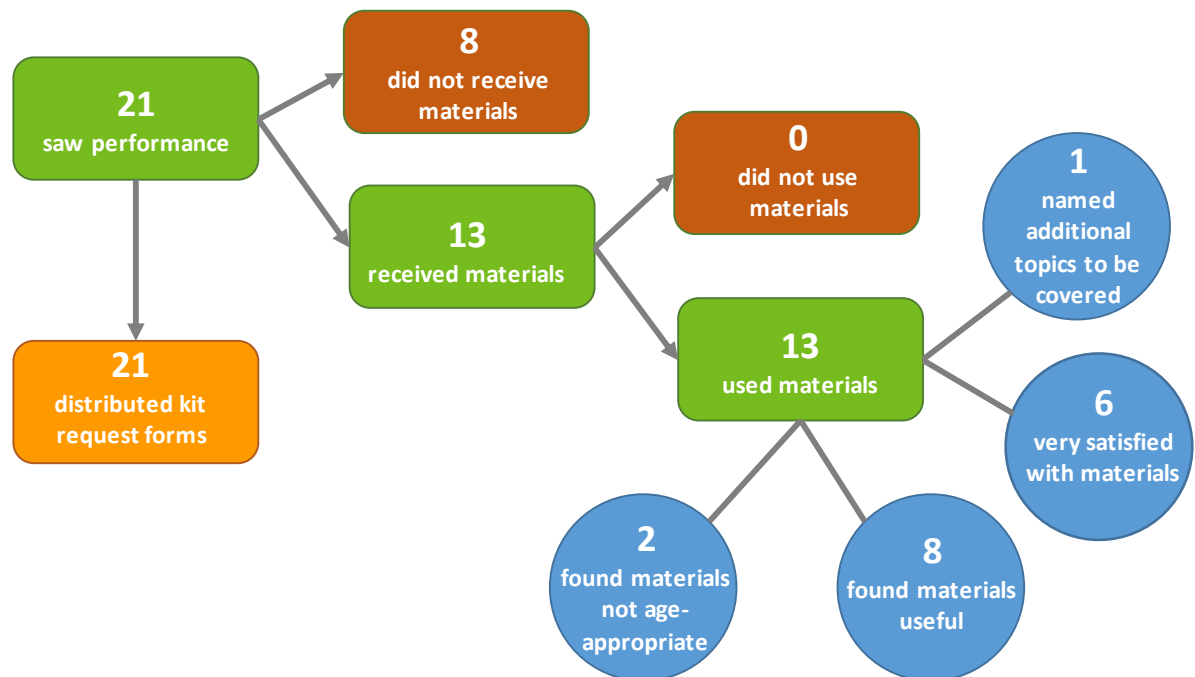 21
saw performance
8
did not receive
materials
13
received materials
0
did not use
materials
1
named
additional
topics to be
covered
21
distributed kit
request forms
13
used materials
6
very satisfied
with materials
2
found materials
not age-
appropriate
8
found materials
useful